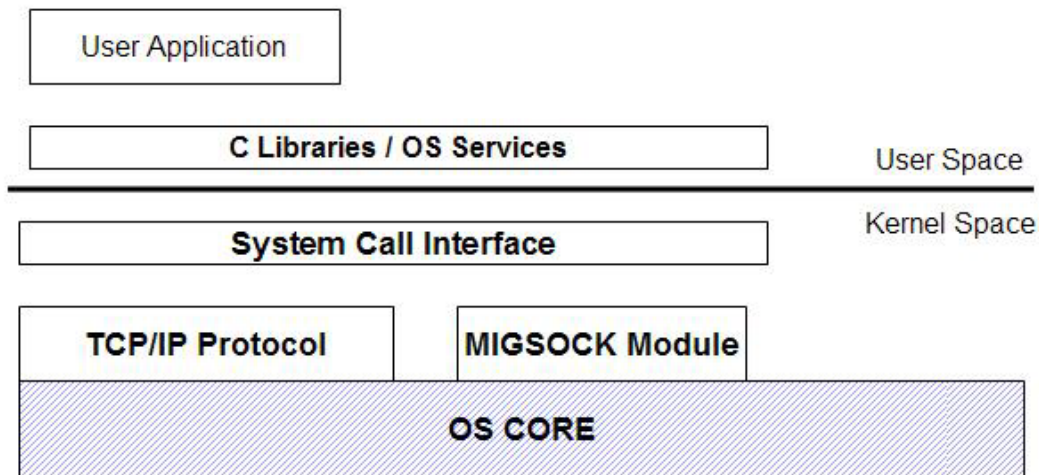 User Application
C Libraries / OS Services
User Space
Kernel Space
System Call Interface
TCP/IP Protocol
MIGSOCK Module
OS CORE